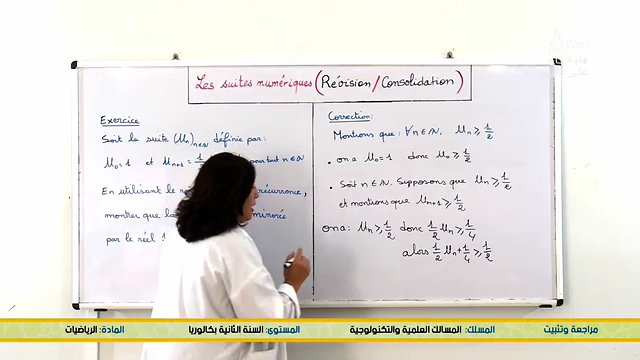 Les suites numériques (Révision / Consolidation)
Exercice
Soit la suite (Un)n∈ℕ définie par:
U₀ = 1 et Un+1 = 1 pour tout n ∈ ℕ
En utilisant le récurrence,
montrer que la minorée
par le réel
Correction:
Montrons que: ∀n∈ℕ, Un ≥ 1/2
• on a U₀ = 1 donc U₀ ≥ 1/2
• Soit n∈ℕ. Supposons que Un ≥ 1/2
et montrons que Un+1 ≥ 1/2
on a: Un ≥ 1/2 donc 1/2 Un ≥ 1/4
alors 1/2 Un + 1/4 ≥ 1/2
مراجعة وتثبيت
المسلك: المسالك العلمية والتكنولوجية
المستوى: السنة الثانية بكالوريا
المادة: الرياضيات